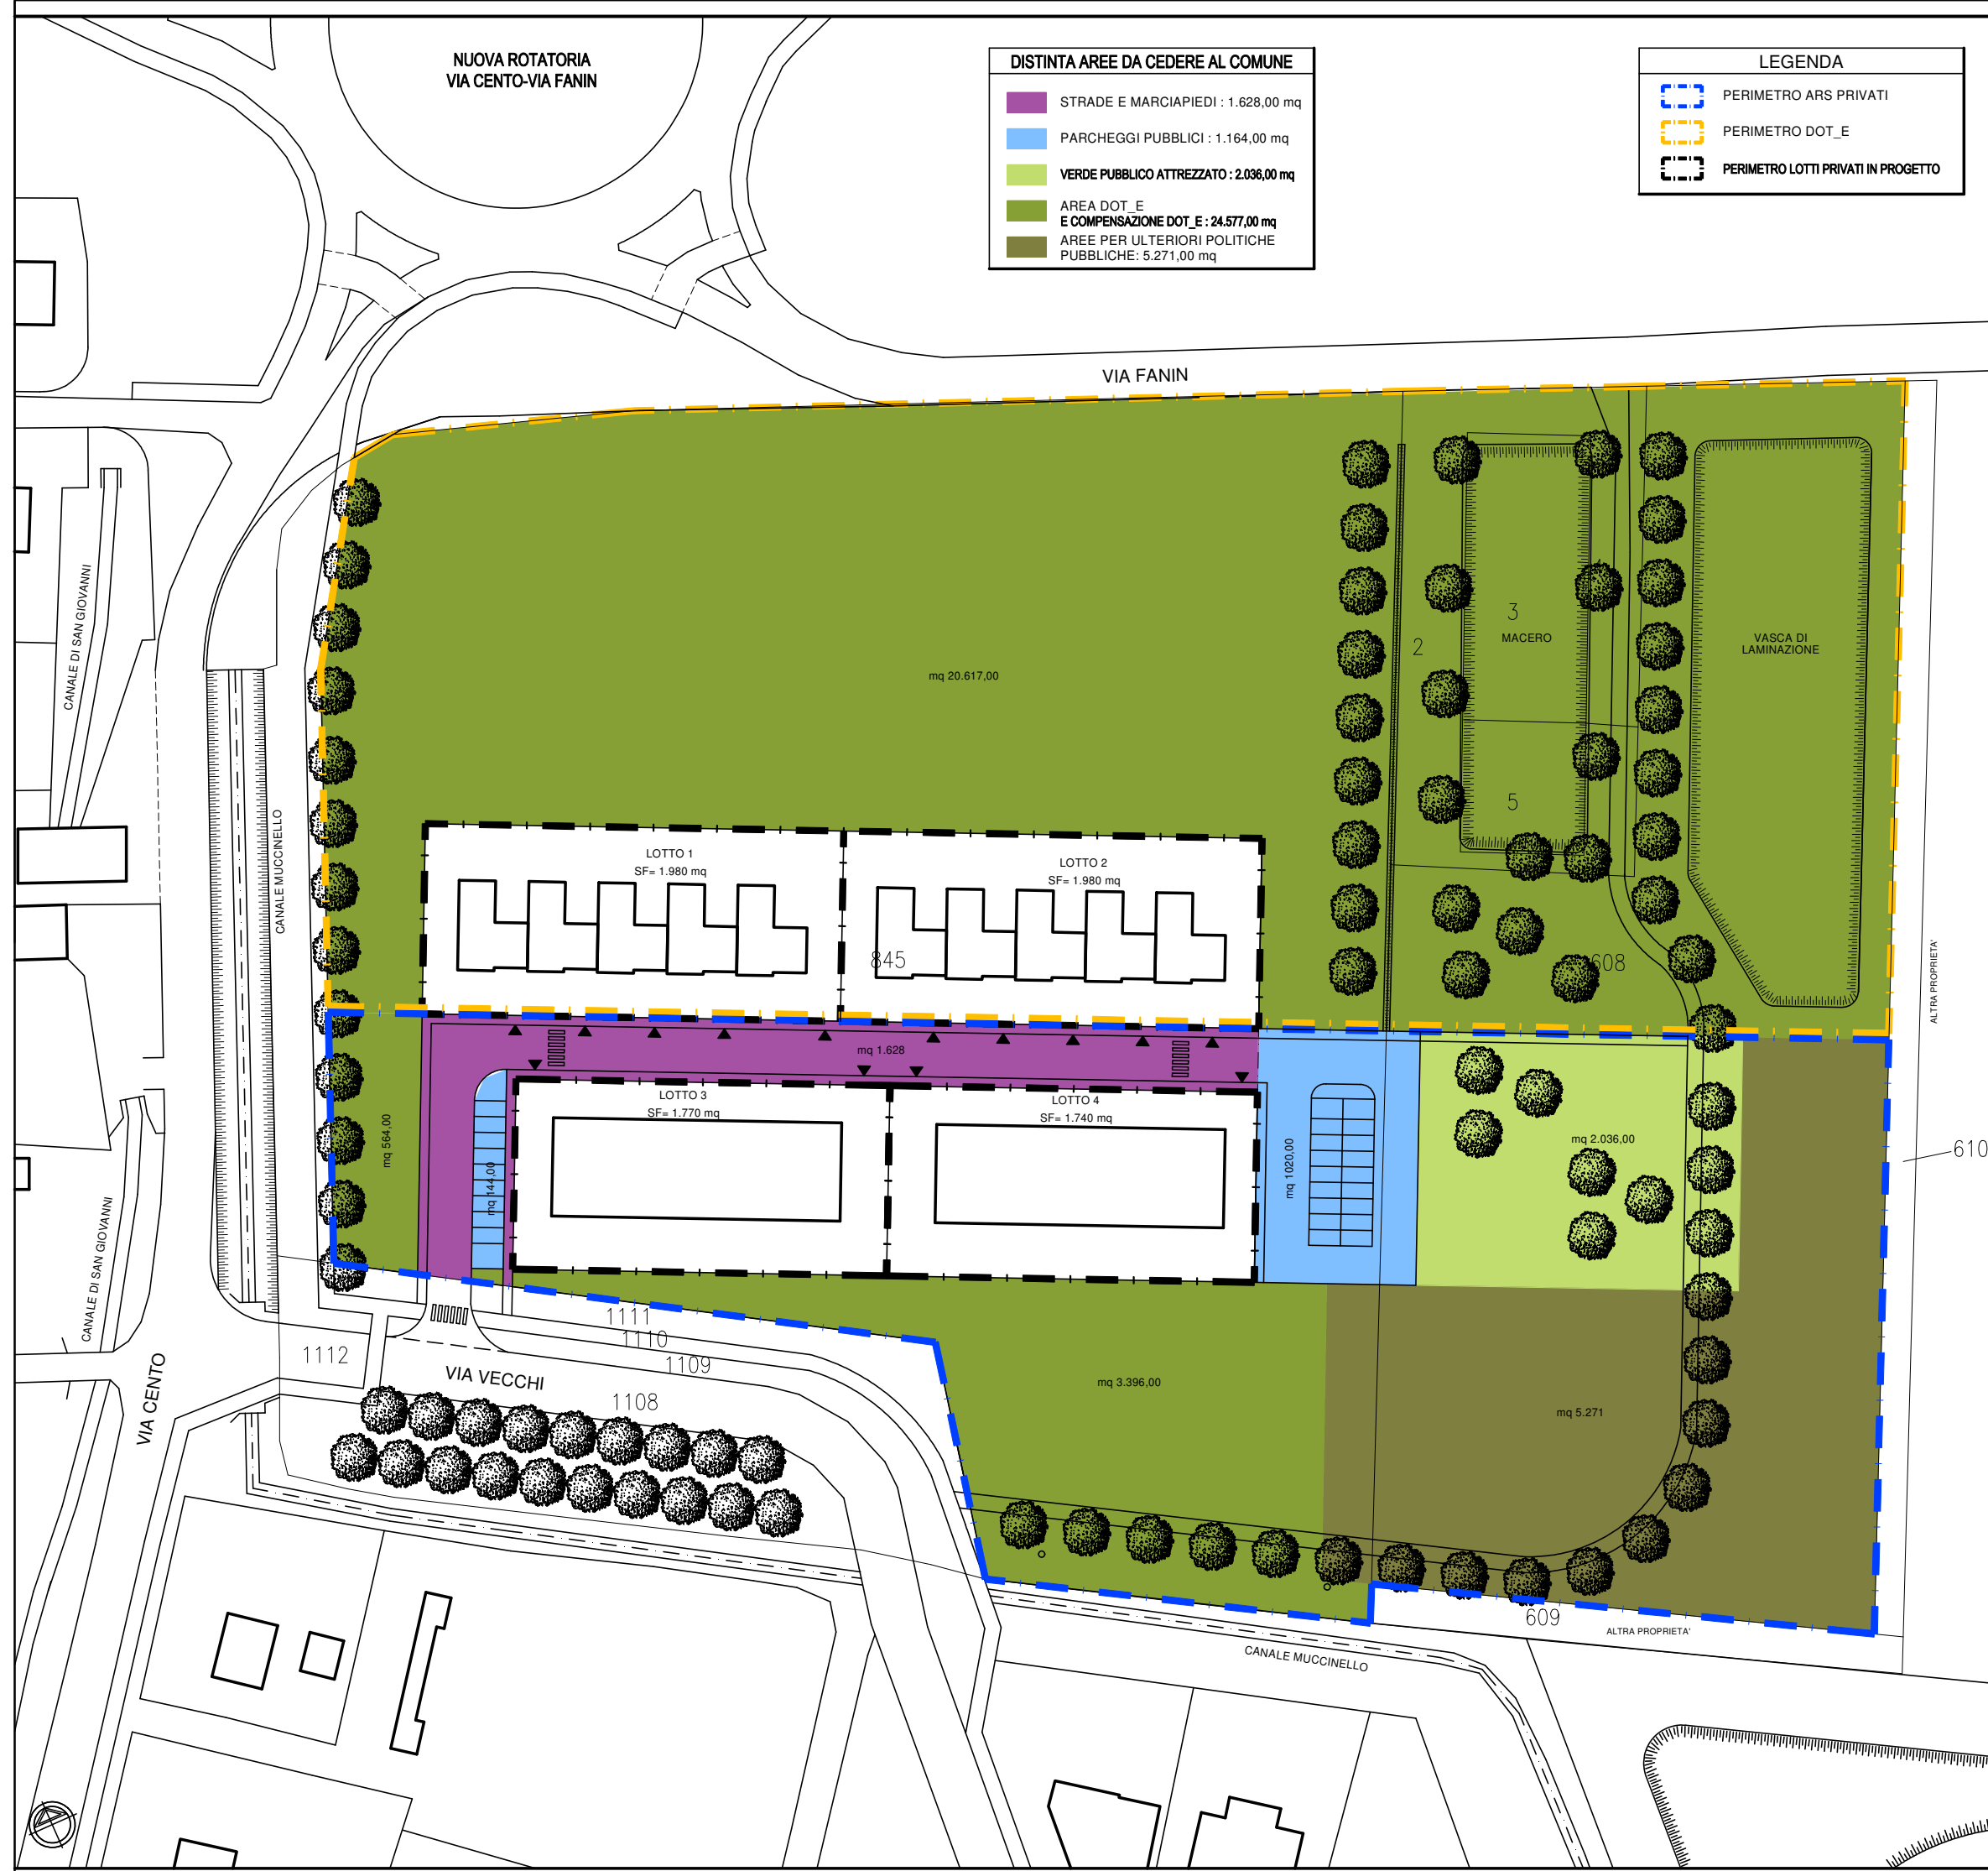 NUOVA ROTATORIA
VIA CENTO-VIA FANIN
DISTINTA AREE DA CEDERE AL COMUNE
STRADE E MARCIAPIEDI : 1.628,00 mq
PARCHEGGI PUBBLICI : 1.164,00 mq
VERDE PUBBLICO ATTREZZATO : 2.036,00 mq
AREA DOT_E
E COMPENSAZIONE DOT_E : 24.577,00 mq
AREE PER ULTERIORI POLITICHE
PUBBLICHE: 5.271,00 mq
LEGENDA
PERIMETRO ARS PRIVATI
PERIMETRO DOT_E
PERIMETRO LOTTI PRIVATI IN PROGETTO
VIA FANIN
CANALE DI SAN GIOVANNI
CANALE MUCCINELLO
mq 20.617,00
2
3
MACERO
4
5
VASCA DI
LAMINAZIONE
LOTTO 1
SF= 1.980 mq
LOTTO 2
SF= 1.980 mq
845
608
ALTRA PROPRIETA'
mq 1.628
LOTTO 3
SF= 1.770 mq
LOTTO 4
SF= 1.740 mq
mq 564,00
mq 144,00
mq 1020,00
mq 2.036,00
610
CANALE DI SAN GIOVANNI
1111
1110
1109
1112
VIA VECCHI
1108
VIA CENTO
mq 3.396,00
mq 5.271
609
ALTRA PROPRIETA'
CANALE MUCCINELLO